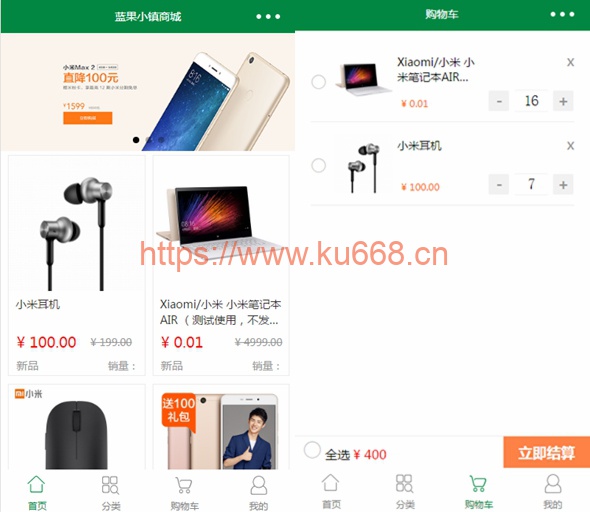 蓝果小镇商城
小米Max 2
直降100元
¥1599
小米耳机
¥ 100.00 ¥ 199.00
新品 销量：
Xiaomi/小米 小米笔记本
AIR （ 测试使用，不发...
¥ 0.01 ¥ 4999.00
新品 销量：
小米
送100
礼包
首页 分类 购物车 我的
购物车
Xiaomi/小米 小
米笔记本AIR...
x
¥ 0.01
- 16 +
小米耳机
x
¥ 100.00
- 7 +
全选 ¥ 400
立即结算
首页 分类 购物车 我的
https://www.ku668.cn